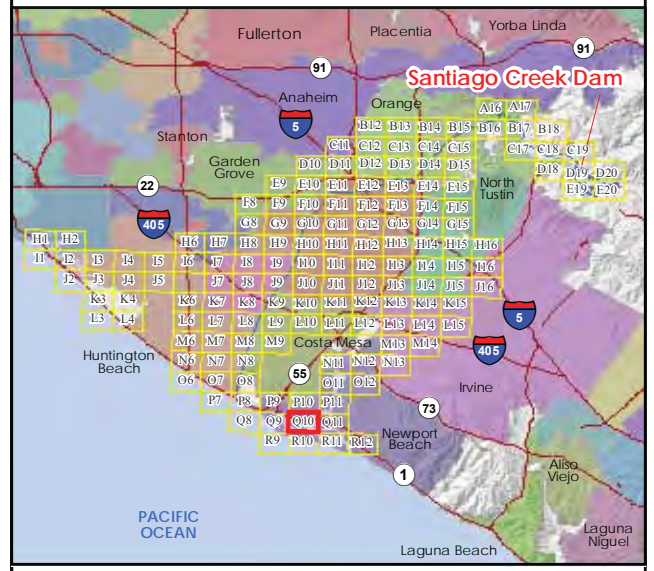 Fullerton
Placentia
Yorba Linda
91
91
Santiago Creek Dam
Anaheim
Orange
A16 A17
5
B12 B13 B14 B15 B16 B17 B18
Stanton
C11 C12 C13 C14 C15 C17 C18 C19
Garden
Grove
D10 D11 D12 D13 D14 D15 D18 D19 D20
22
E9 E10 E11 E12 E13 E14 E15 E19 E20
North
Tustin
F8 F9 F10 F11 F12 F13 F14 F15
405
G8 G9 G10 G11 G12 G13 G14 G15
H1 H2 H6 H7 H8 H9 H10 H11 H12 H13 H14 H15 H16
I1 I2 I3 I4 I5 I6 I7 I8 I9 I10 I11 I12 I13 I14 I15 I16
J2 J3 J4 J5 J7 J8 J9 J10 J11 J12 J13 J14 J15 J16
K3 K4 K6 K7 K8 K9 K10 K11 K12 K13 K14 K15
5
L3 L4 L6 L7 L8 L9 L10 L11 L12 L13 L14 L15
M6 M7 M8 M9 Costa Mesa M13 M14
405
Huntington
Beach
N6 N7 N8 N11 N12 N13
55
O6 O7 O8 O11 O12
Irvine
P7 P8 P9 P10 P11
73
Q8 Q9 Q10 Q11
Newport
Beach
R9 R10 R11 R12
1
Aliso
Viejo
PACIFIC
OCEAN
Laguna
Niguel
Laguna Beach